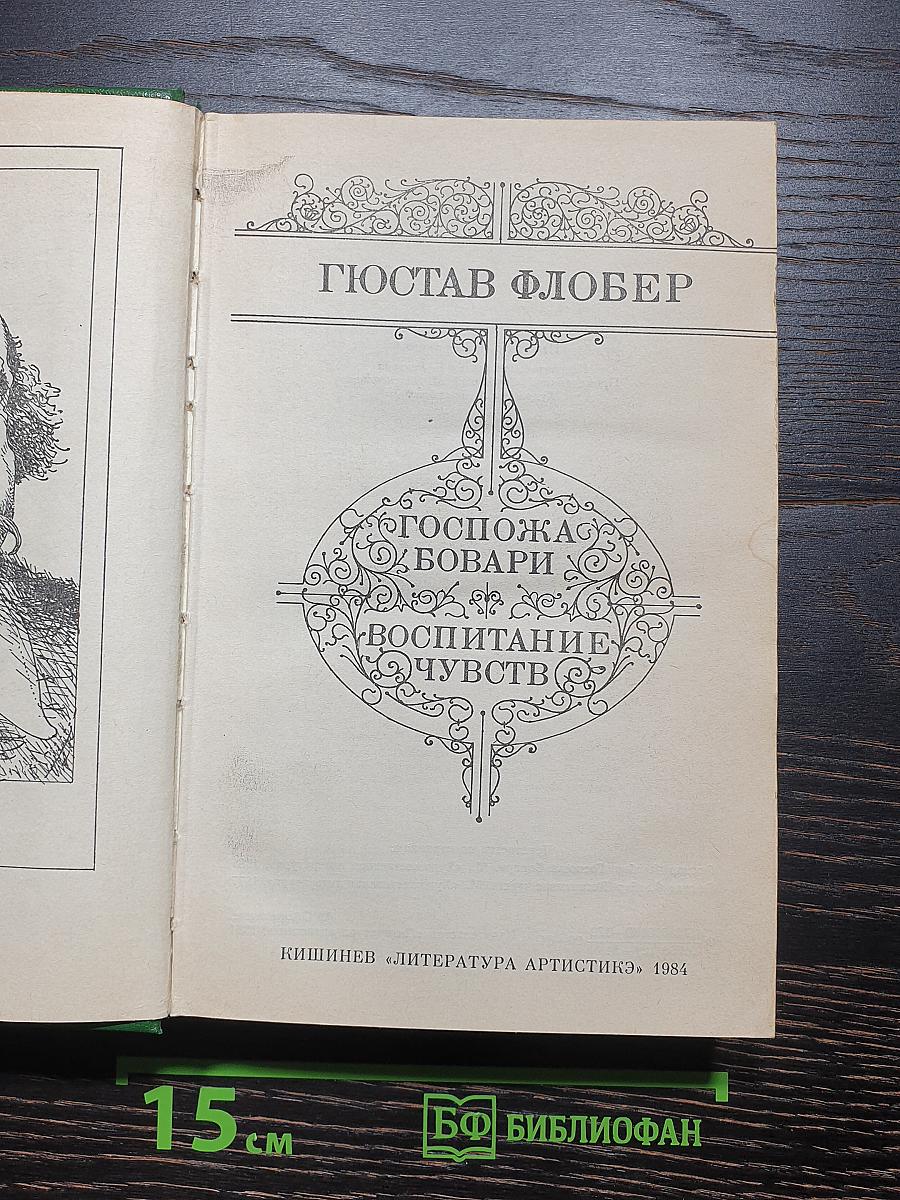 ГЮСТАВ ФЛОБЕР
ГОСПОЖА
БОВАРИ
ВОСПИТАНИЕ
ЧУВСТВ
КИШИНЕВ «ЛИТЕРАТУРА АРТИСТИКЭ» 1984
15 см
БФ БИБЛИОФАН